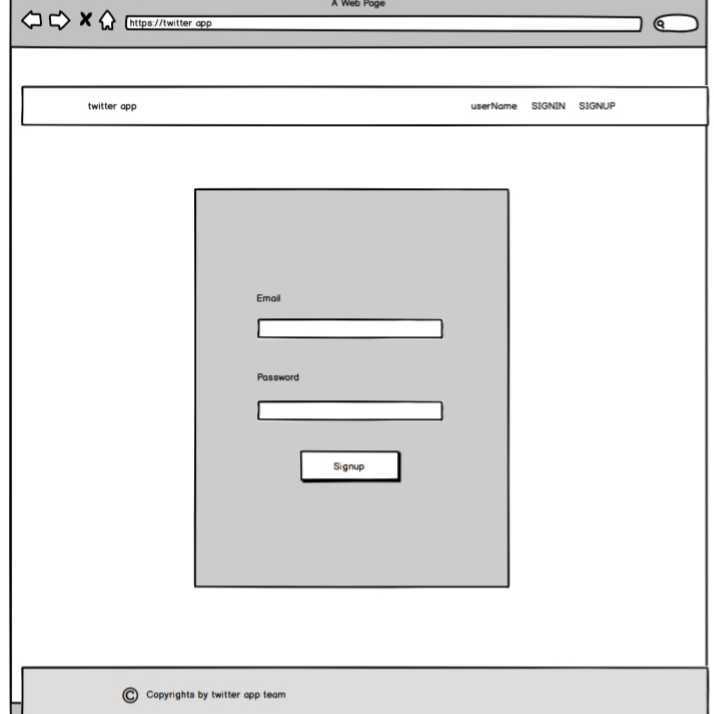 A Web Page
https://twitter app
twitter app userName SIGNIN SIGNUP
Email
Password
Signup
© Copyrights by twitter app team